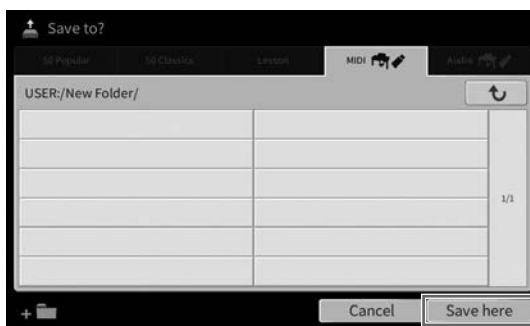 Save to?
50 Popular 50 Classics Lesson MIDI Audio
USER:/New Folder/
1/1
Cancel Save here